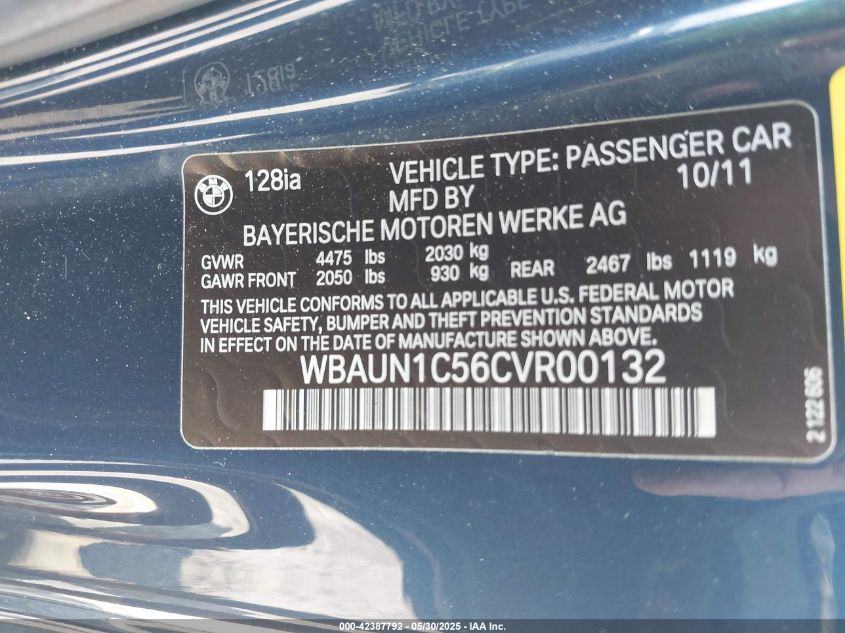 128ia
VEHICLE TYPE: PASSENGER CAR
MFD BY 10/11
BAYERISCHE MOTOREN WERKE AG
GVWR 4475 lbs 2030 kg
GAWR FRONT 2050 lbs 930 kg REAR 2467 lbs 1119 kg
THIS VEHICLE CONFORMS TO ALL APPLICABLE U.S. FEDERAL MOTOR
VEHICLE SAFETY, BUMPER AND THEFT PREVENTION STANDARDS
IN EFFECT ON THE DATE OF MANUFACTURE SHOWN ABOVE.
WBAUN1C56CVR00132
2 122 606
000-42387792 - 05/30/2025 - IAA Inc.